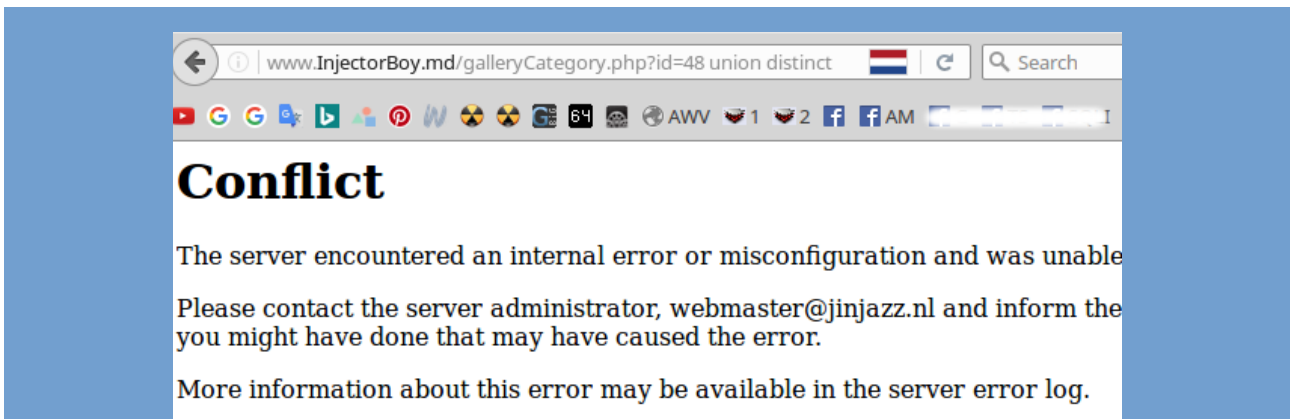 www.InjectorBoy.md/galleryCategory.php?id=48 union distinct Search
64 AWV 1 2 AM
Conflict
The server encountered an internal error or misconfiguration and was unable
Please contact the server administrator, webmaster@jinjazz.nl and inform the
you might have done that may have caused the error.
More information about this error may be available in the server error log.